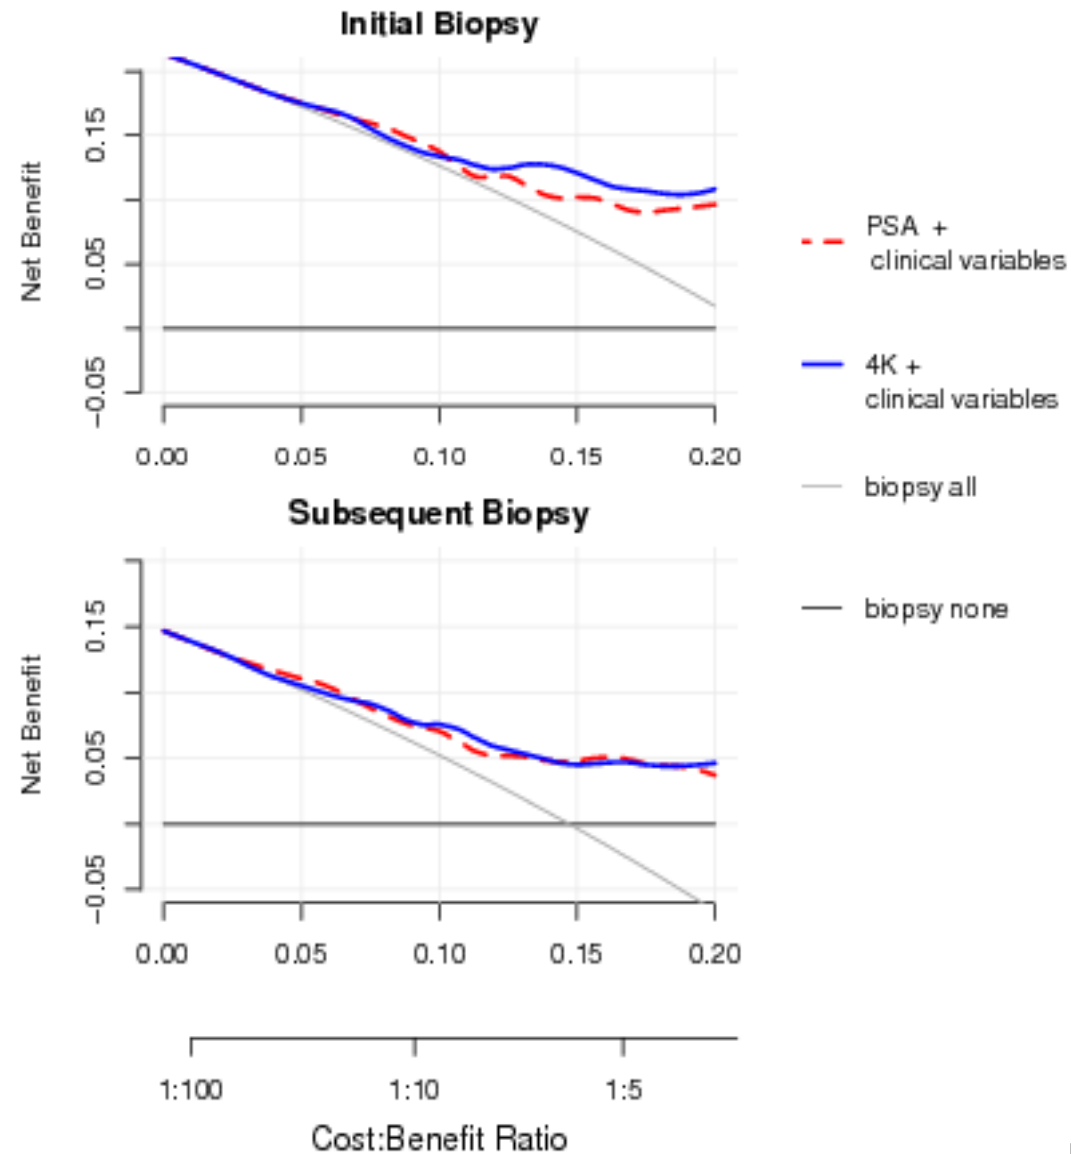 Initial Biopsy
Net Benefit
0.15
0.05
−0.05
0.00 0.05 0.10 0.15 0.20
PSA +
clinical variables
4K +
clinical variables
biopsy all
biopsy none
Subsequent Biopsy
Net Benefit
0.15
0.05
−0.05
0.00 0.05 0.10 0.15 0.20
1:100 1:10 1:5
Cost:Benefit Ratio